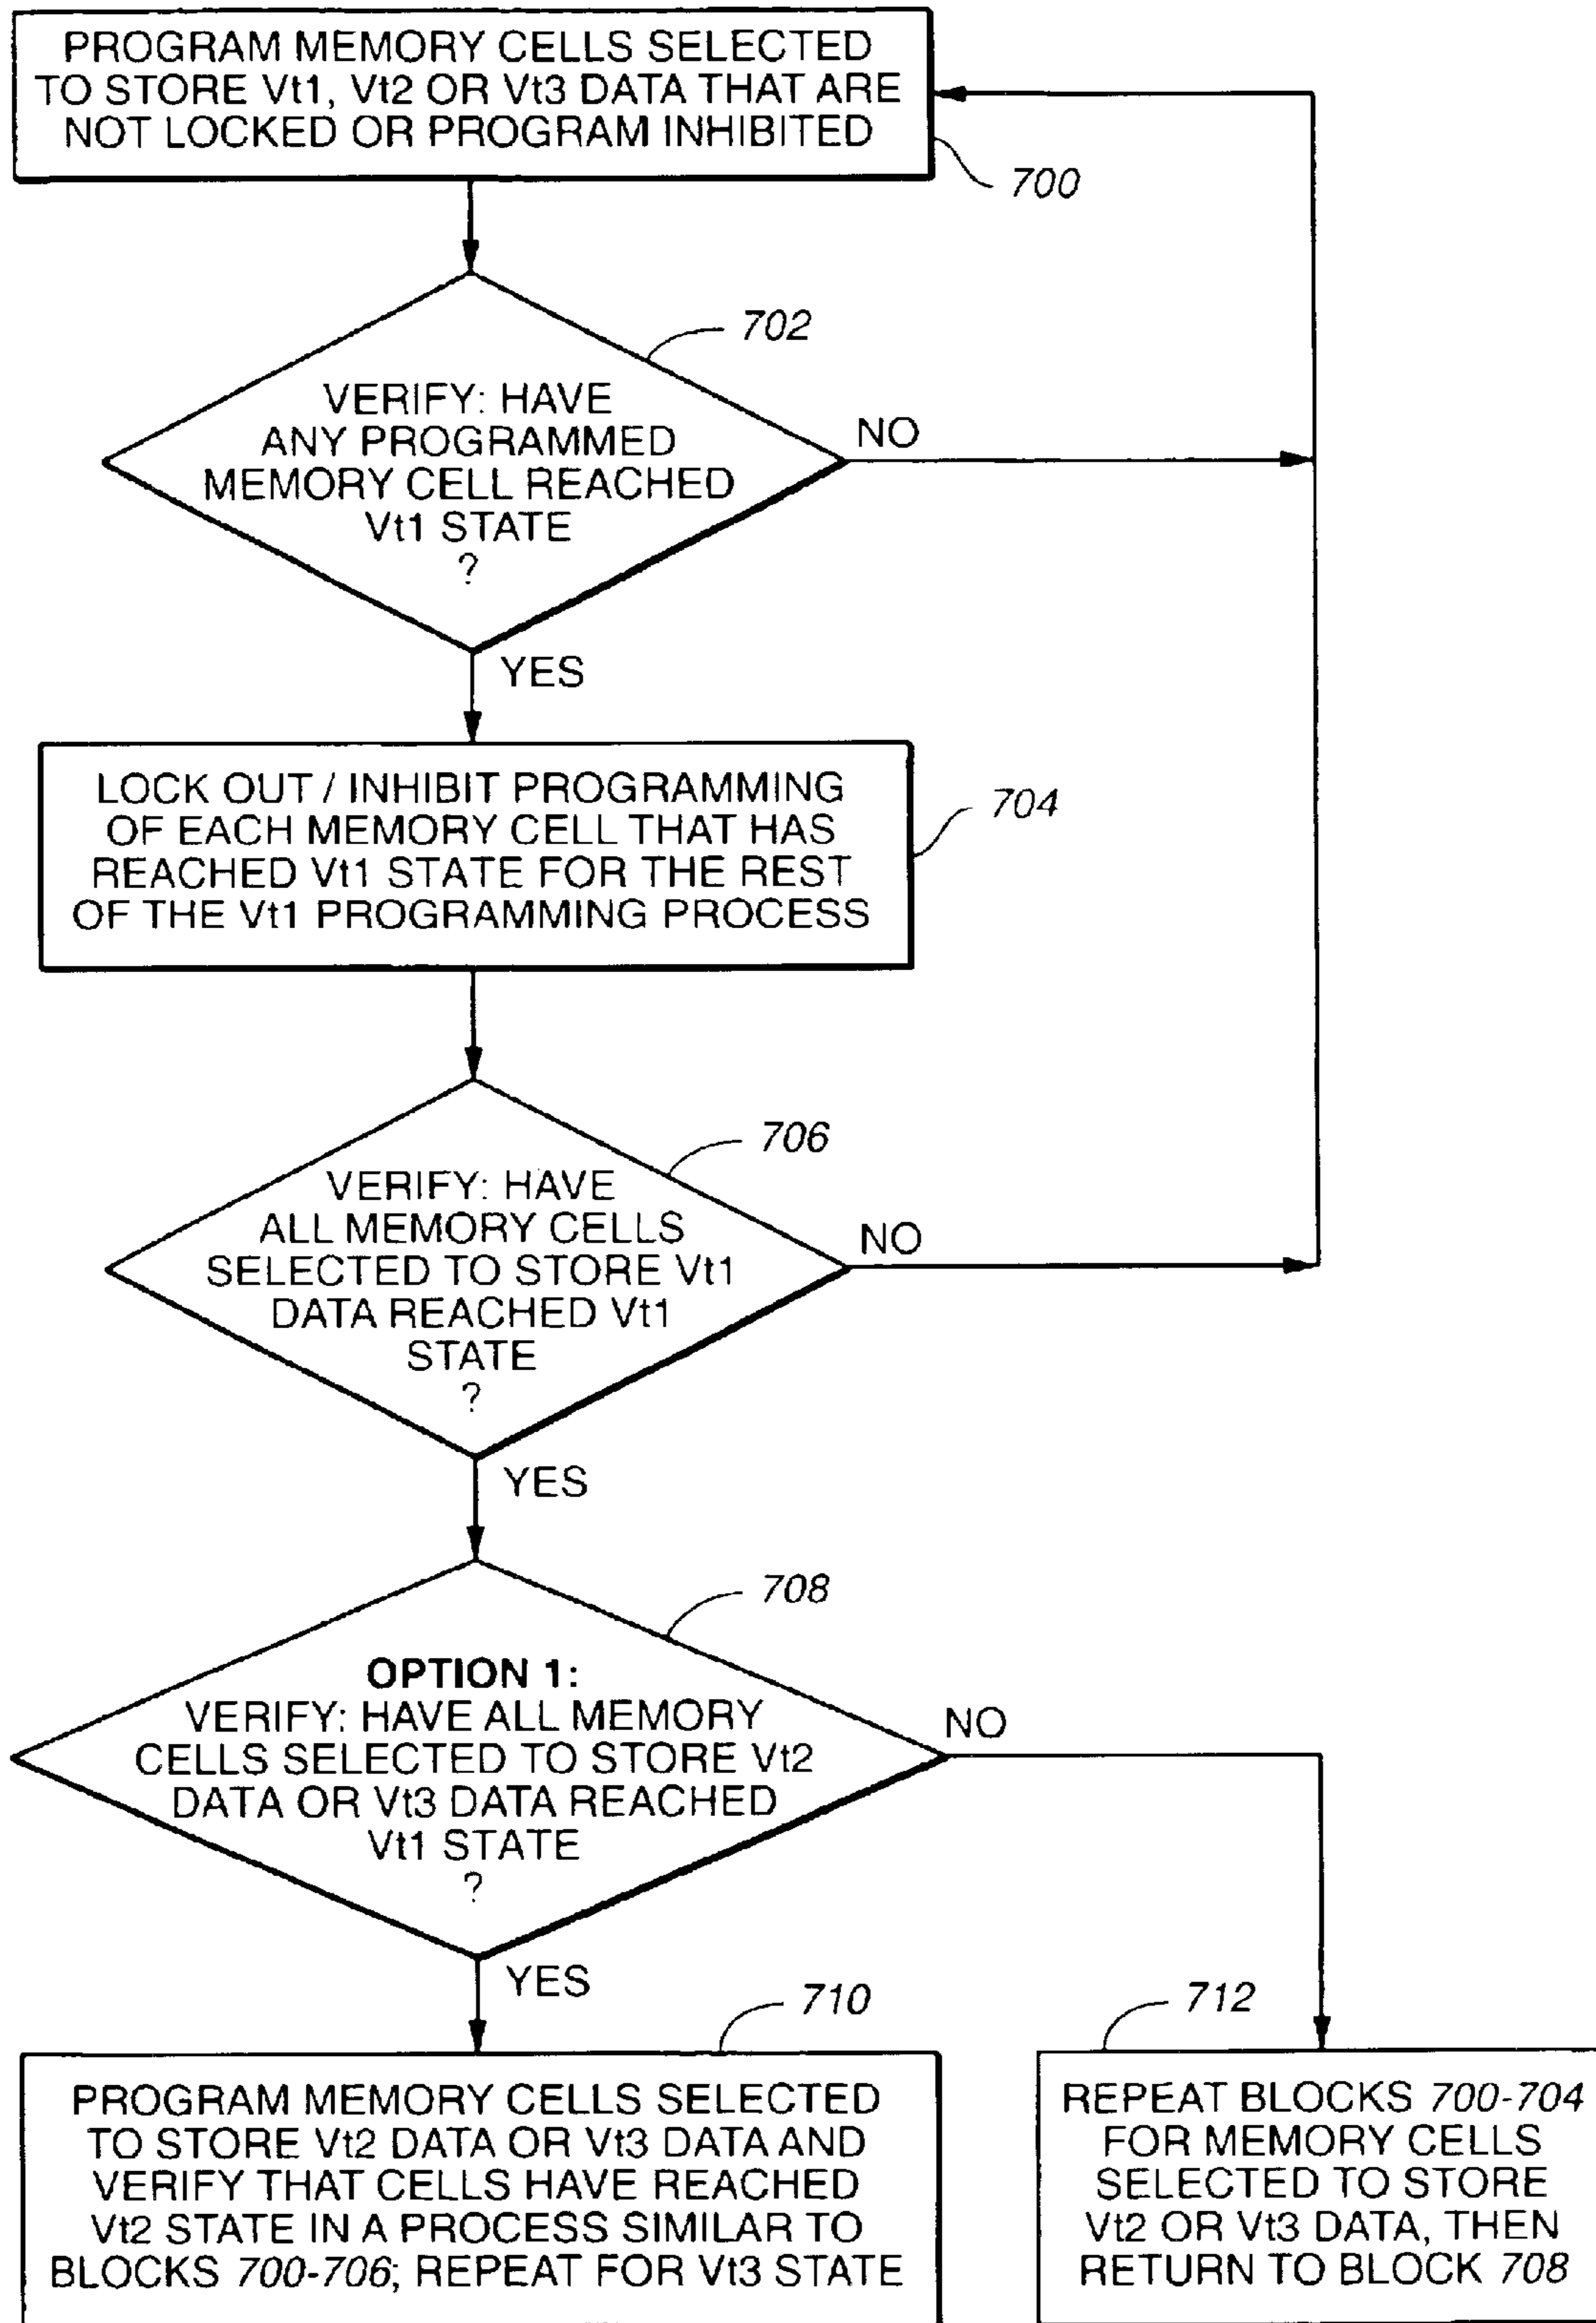 PROGRAM MEMORY CELLS SELECTED
TO STORE Vt1, Vt2 OR Vt3 DATA THAT ARE
NOT LOCKED OR PROGRAM INHIBITED
700
702
VERIFY: HAVE
ANY PROGRAMMED
MEMORY CELL REACHED
Vt1 STATE
?
NO
YES
LOCK OUT / INHIBIT PROGRAMMING
OF EACH MEMORY CELL THAT HAS
REACHED Vt1 STATE FOR THE REST
OF THE Vt1 PROGRAMMING PROCESS
704
706
VERIFY: HAVE
ALL MEMORY CELLS
SELECTED TO STORE Vt1
DATA REACHED Vt1
STATE
?
NO
YES
708
OPTION 1:
VERIFY: HAVE ALL MEMORY
CELLS SELECTED TO STORE Vt2
DATA OR Vt3 DATA REACHED
Vt1 STATE
?
NO
YES
710
PROGRAM MEMORY CELLS SELECTED
TO STORE Vt2 DATA OR Vt3 DATA AND
VERIFY THAT CELLS HAVE REACHED
Vt2 STATE IN A PROCESS SIMILAR TO
BLOCKS 700-706; REPEAT FOR Vt3 STATE
712
REPEAT BLOCKS 700-704
FOR MEMORY CELLS
SELECTED TO STORE
Vt2 OR Vt3 DATA, THEN
RETURN TO BLOCK 708